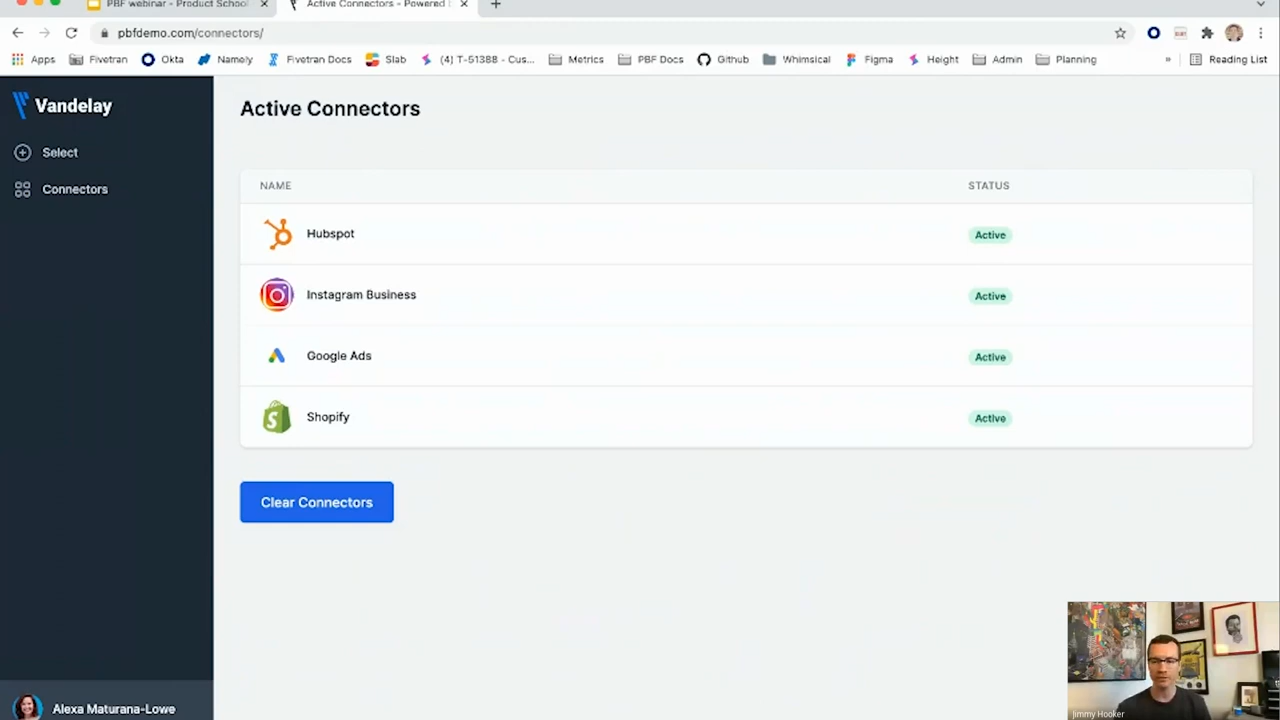 PBF webinar - Product School
Active Connectors - Powered
pbfdemo.com/connectors/
Apps Fivetran Okta Namely Fivetran Docs Slab (4) T-51388 - Cus... Metrics PBF Docs Github Whimsical Figma Height Admin Planning » Reading List
Vandelay
Select
Connectors
Active Connectors
NAME STATUS
Hubspot Active
Instagram Business Active
Google Ads Active
Shopify Active
Clear Connectors
Alexa Maturana-Lowe
Jimmy Hooker